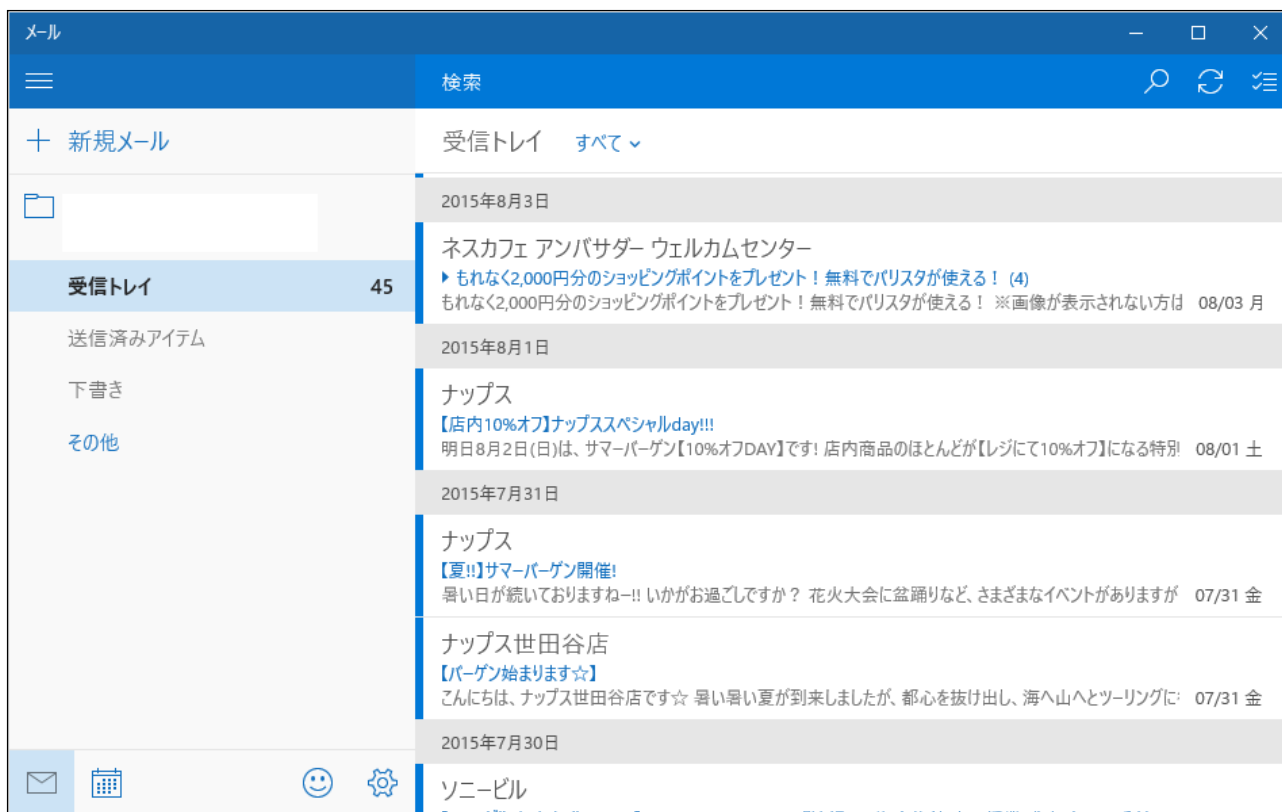 メール
検索
新規メール
受信トレイ すべて
2015年8月3日
ネスカフェ アンバサダー ウェルカムセンター
もれなく2,000円分のショッピングポイントをプレゼント！無料でバリスタが使える！ (4)
もれなく2,000円分のショッピングポイントをプレゼント！無料でバリスタが使える！ ※画像が表示されない方は 08/03 月
受信トレイ 45
送信済みアイテム
下書き
その他
2015年8月1日
ナップス
【店内10%オフ】ナップススペシャルday!!!
明日8月2日(日)は、サマーバーゲン【10%オフDAY】です! 店内商品のほとんどが【レジにて10%オフ】になる特別 08/01 土
2015年7月31日
ナップス
【夏!!】サマーバーゲン開催!
暑い日が続いておりますねー!! いかがお過ごしですか？ 花火大会に盆踊りなど、さまざまなイベントがありますが 07/31 金
ナップス世田谷店
【バーゲン始まります☆】
こんにちは、ナップス世田谷店です☆ 暑い暑い夏が到来しましたが、都心を抜け出し、海へ山へとツーリングに 07/31 金
2015年7月30日
ソニービル